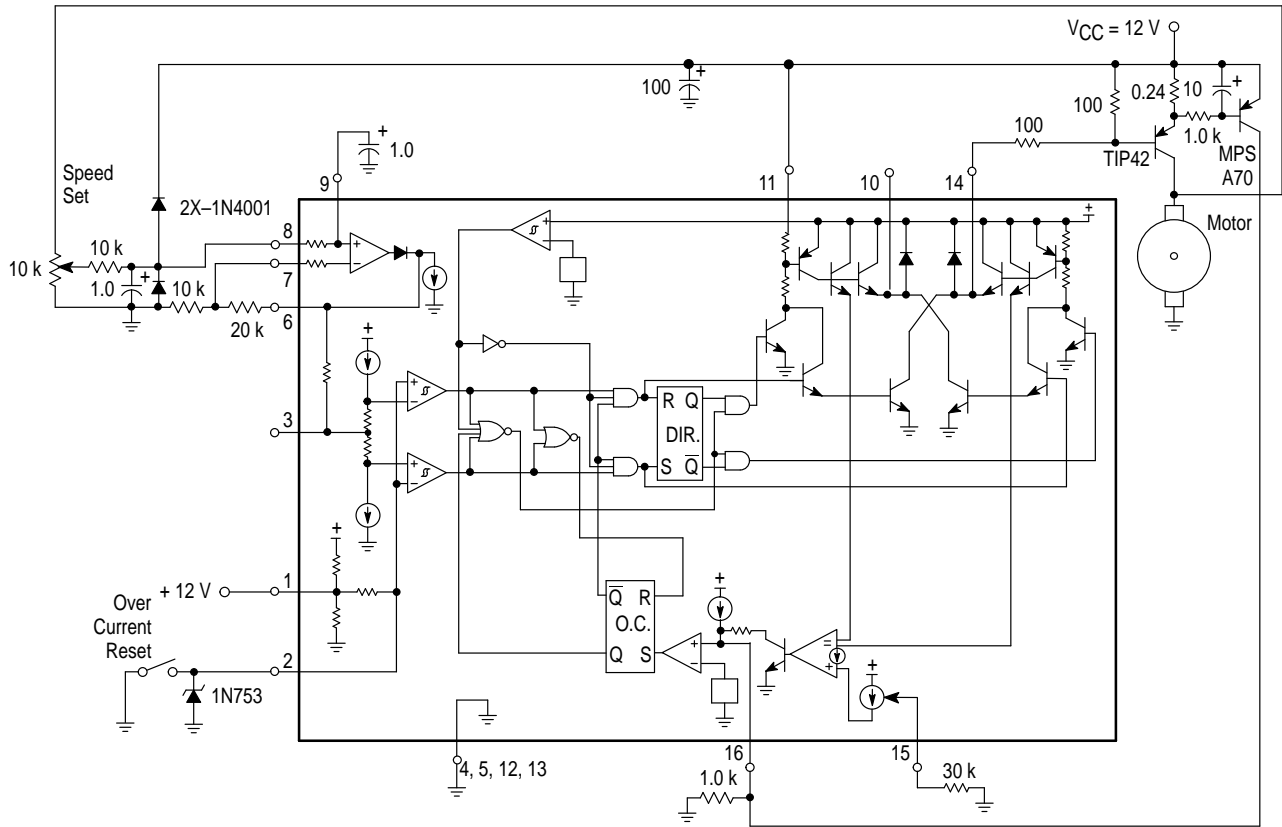 VCC = 12 V
100
+
0.24
10
+
100
100
1.0 k
TIP42
MPS
A70
+
1.0
Speed
Set
9
11
10
14
2X–1N4001
Motor
8
+
–
+
–
+
10 k
10 k
+
1.0
7
10 k
20 k
6
+
+
–
3
R Q
DIR.
S Q̅
+
–
+
+ 12 V
1
Over
Current
Reset
2
1N753
Q̅ R
O.C.
Q S
+
+
–
=
=
+
+
4, 5, 12, 13
16
15
1.0 k
30 k